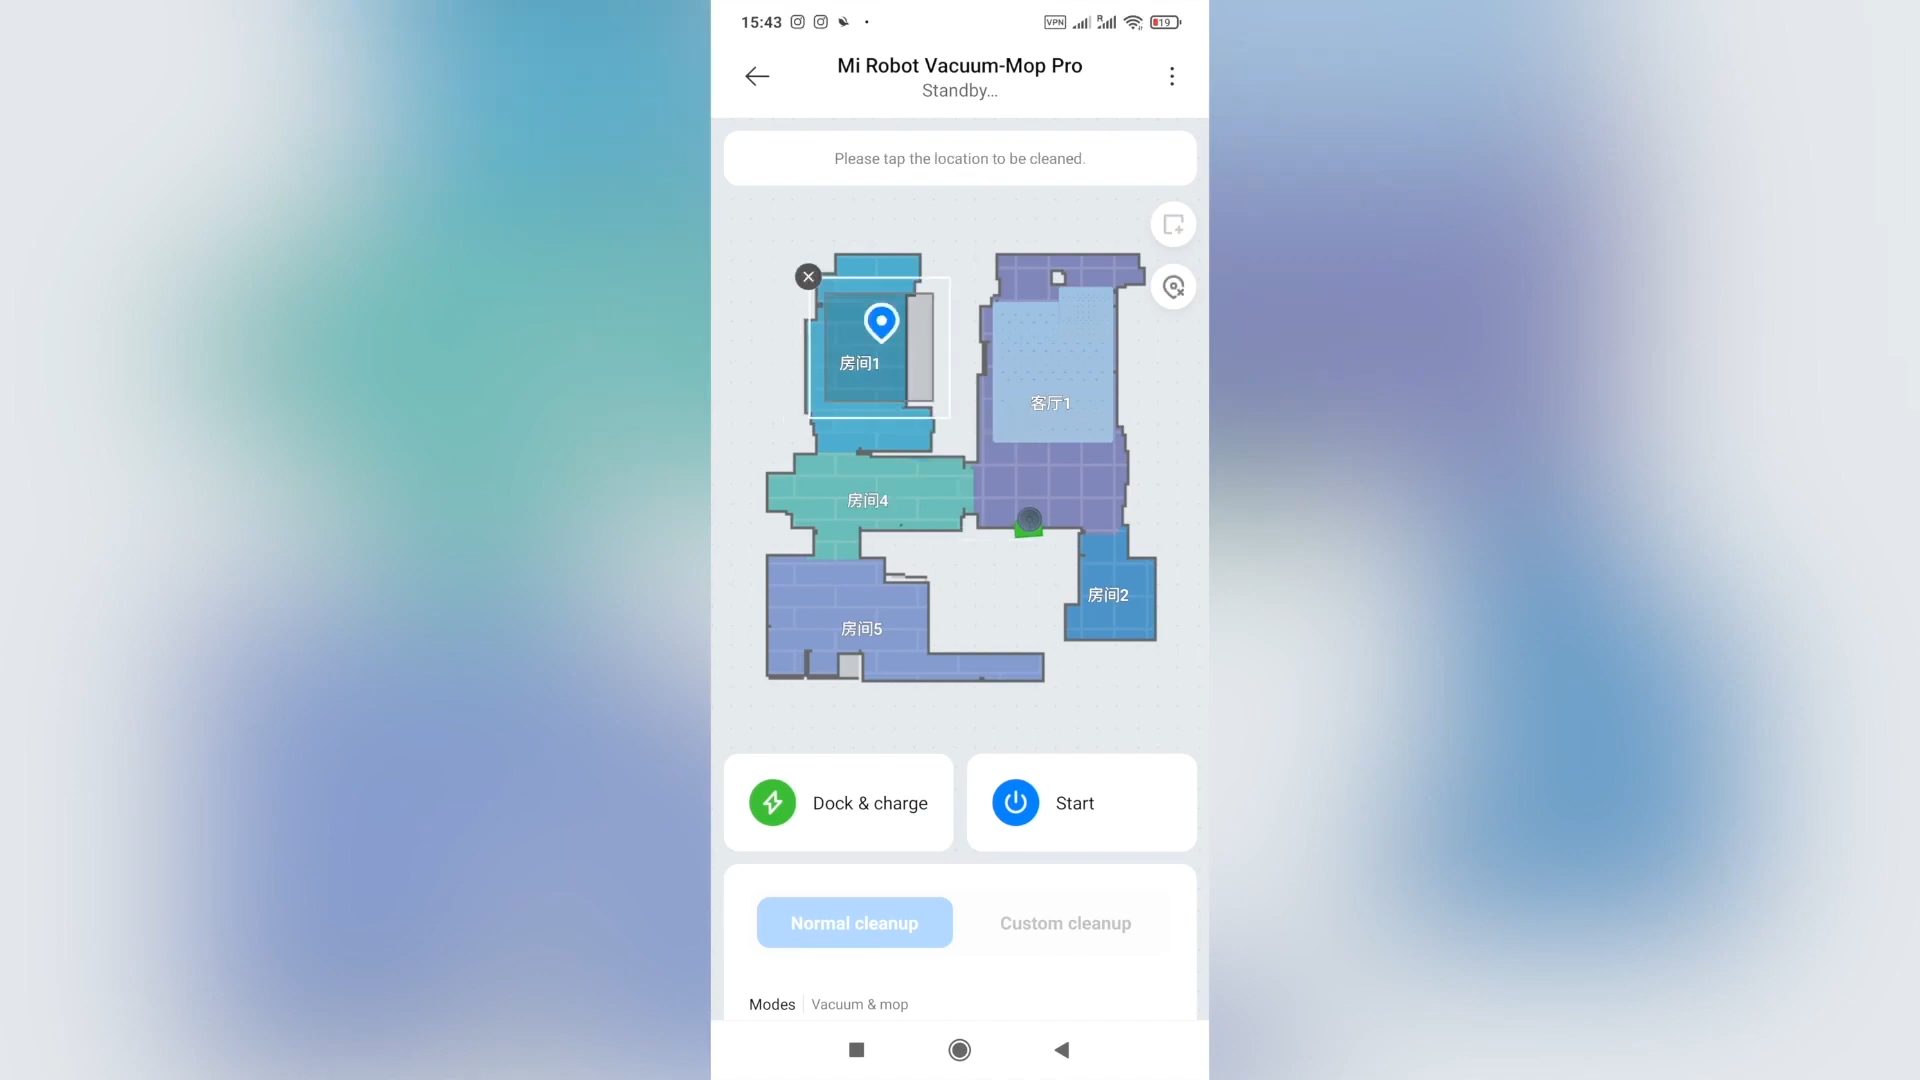 15:43
VPN
R
19
Mi Robot Vacuum-Mop Pro
Standby...
Please tap the location to be cleaned.
房间1
客厅1
房间4
房间2
房间5
Dock & charge
Start
Normal cleanup
Custom cleanup
Modes
Vacuum & mop